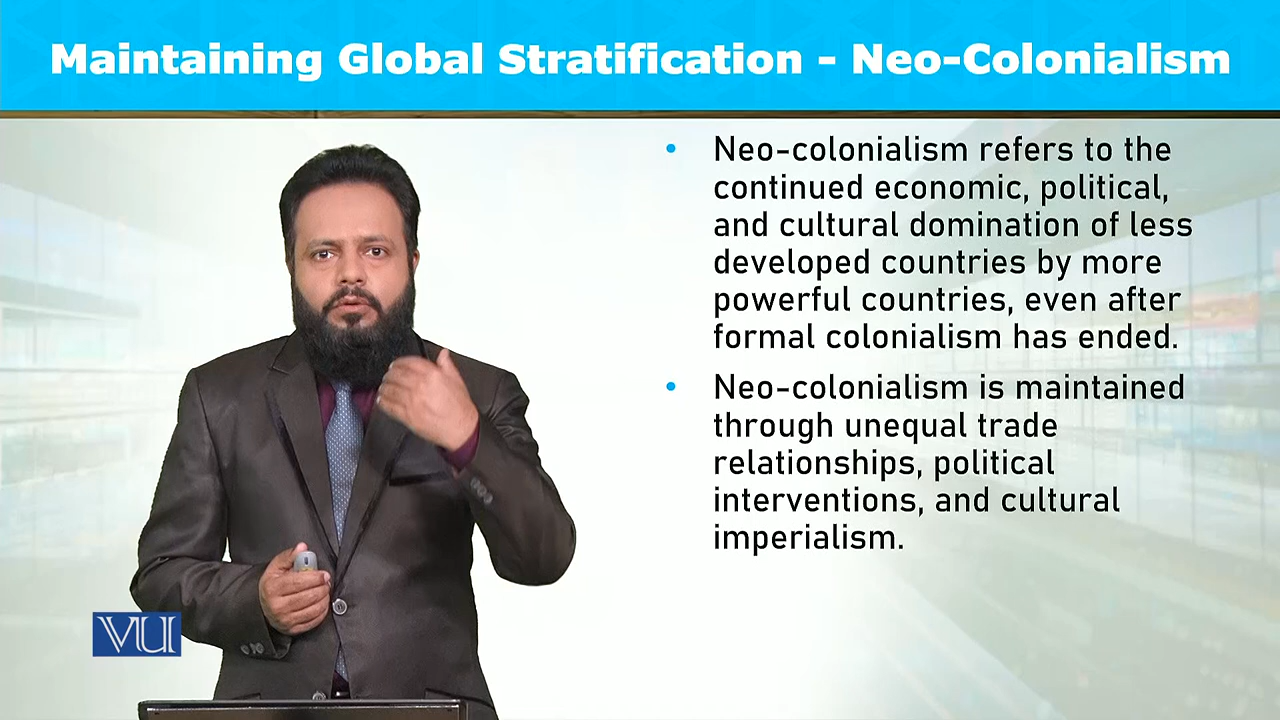 Maintaining Global Stratification - Neo-Colonialism
• Neo-colonialism refers to the
continued economic, political,
and cultural domination of less
developed countries by more
powerful countries, even after
formal colonialism has ended.
• Neo-colonialism is maintained
through unequal trade
relationships, political
interventions, and cultural
imperialism.
VU